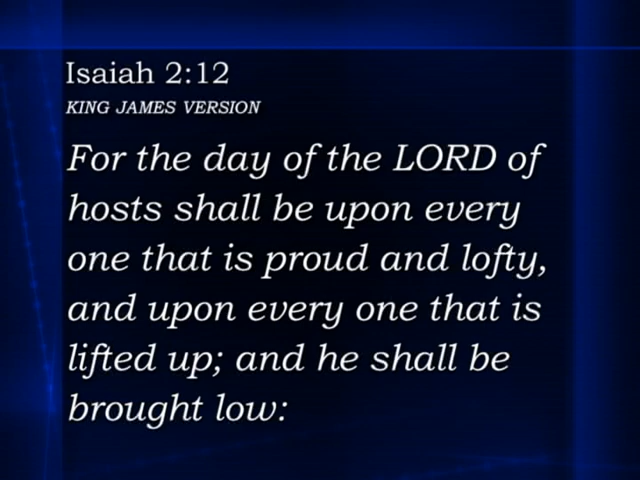 Isaiah 2:12
KING JAMES VERSION
For the day of the LORD of
hosts shall be upon every
one that is proud and lofty,
and upon every one that is
lifted up; and he shall be
brought low: